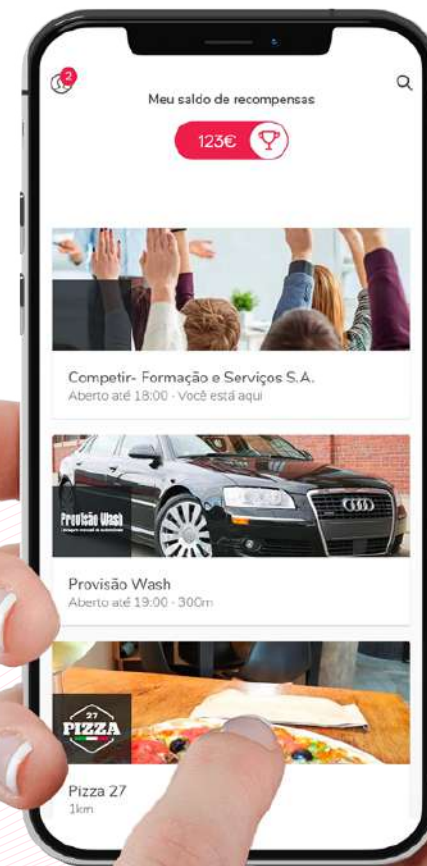 2
Meu saldo de recompensas
123€
Competir- Formação e Serviços S.A.
Aberto até 18:00 - Você está aqui
Provisão Wash
Provisão Wash
Aberto até 19:00 - 300m
27
PIZZA
Pizza 27
1km